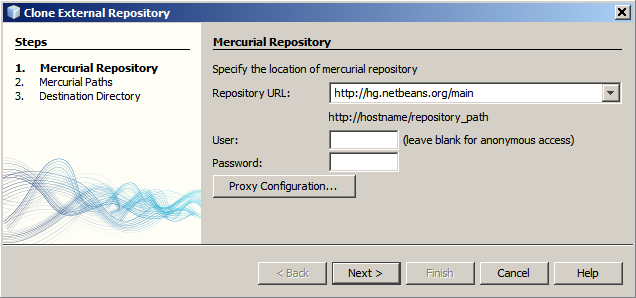 Clone External Repository
Steps
1. Mercurial Repository
2. Mercurial Paths
3. Destination Directory
Mercurial Repository
Specify the location of mercurial repository
Repository URL: http://hg.netbeans.org/main
http://hostname/repository_path
User: (leave blank for anonymous access)
Password:
Proxy Configuration...
< Back Next > Finish Cancel Help